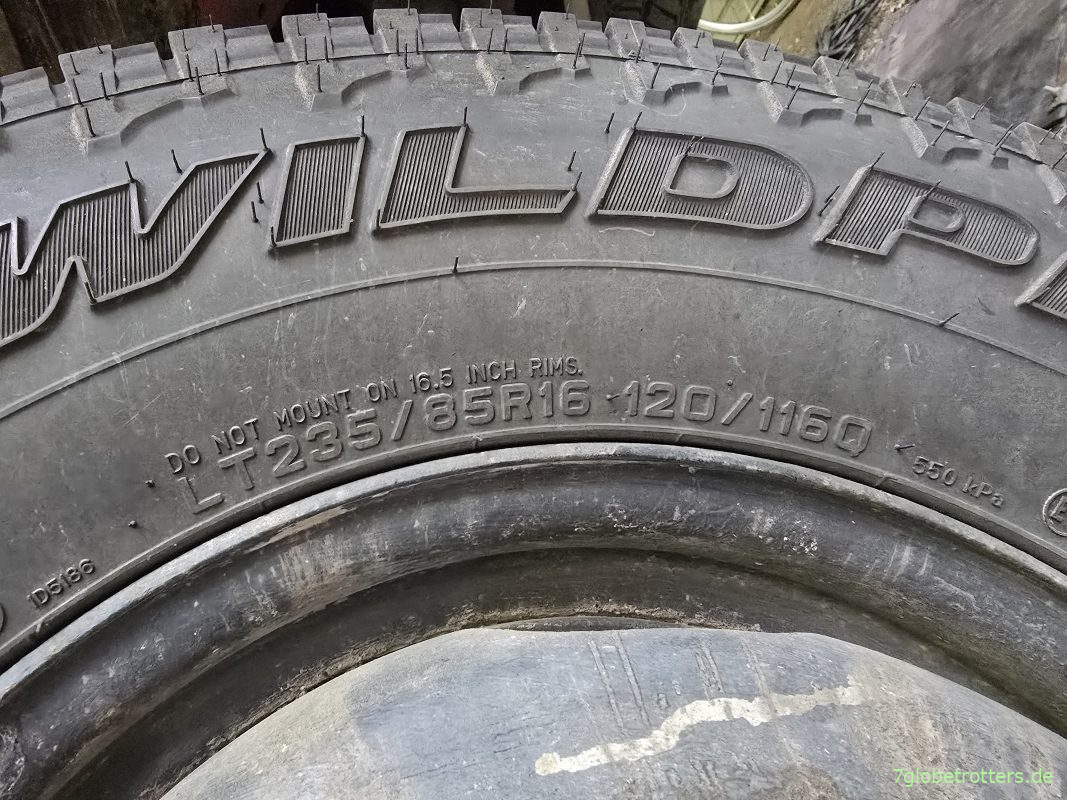 WILDP
DO NOT MOUNT ON 16.5 INCH RIMS.
LT235/85R16 120/116Q
550 kPa
1D5186
7globetrotters.de